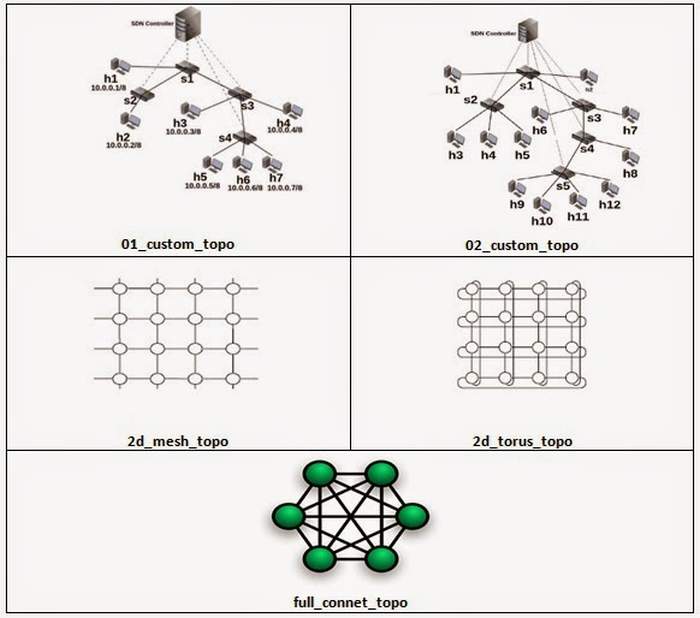 SDN Controller
h1
10.0.0.1/8
s1
s2
s3
h2
10.0.0.2/8
h3
10.0.0.3/8
h4
10.0.0.4/8
s4
h5
10.0.0.5/8
h6
10.0.0.6/8
h7
10.0.0.7/8
01_custom_topo
SDN Controller
h1
s1
h2
s2
s3
h6
h7
h3
h4
h5
s4
h8
s5
h9
h10
h11
h12
02_custom_topo
2d_mesh_topo
2d_torus_topo
full_connet_topo